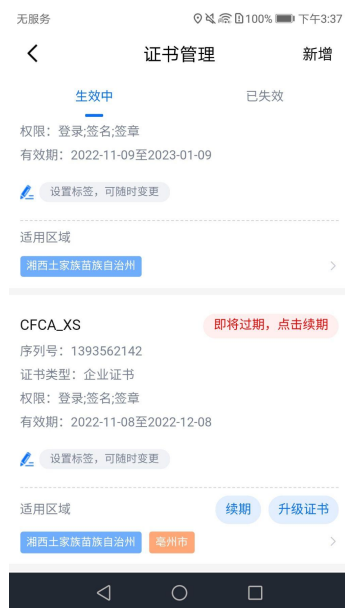 无服务 100% 下午3:37
证书管理 新增
生效中 已失效
权限：登录;签名;签章
有效期：2022-11-09至2023-01-09
设置标签，可随时变更
适用区域
湘西土家族苗族自治州
CFCA_XS 即将过期，点击续期
序列号：1393562142
证书类型：企业证书
权限：登录;签名;签章
有效期：2022-11-08至2022-12-08
设置标签，可随时变更
适用区域 续期 升级证书
湘西土家族苗族自治州 亳州市